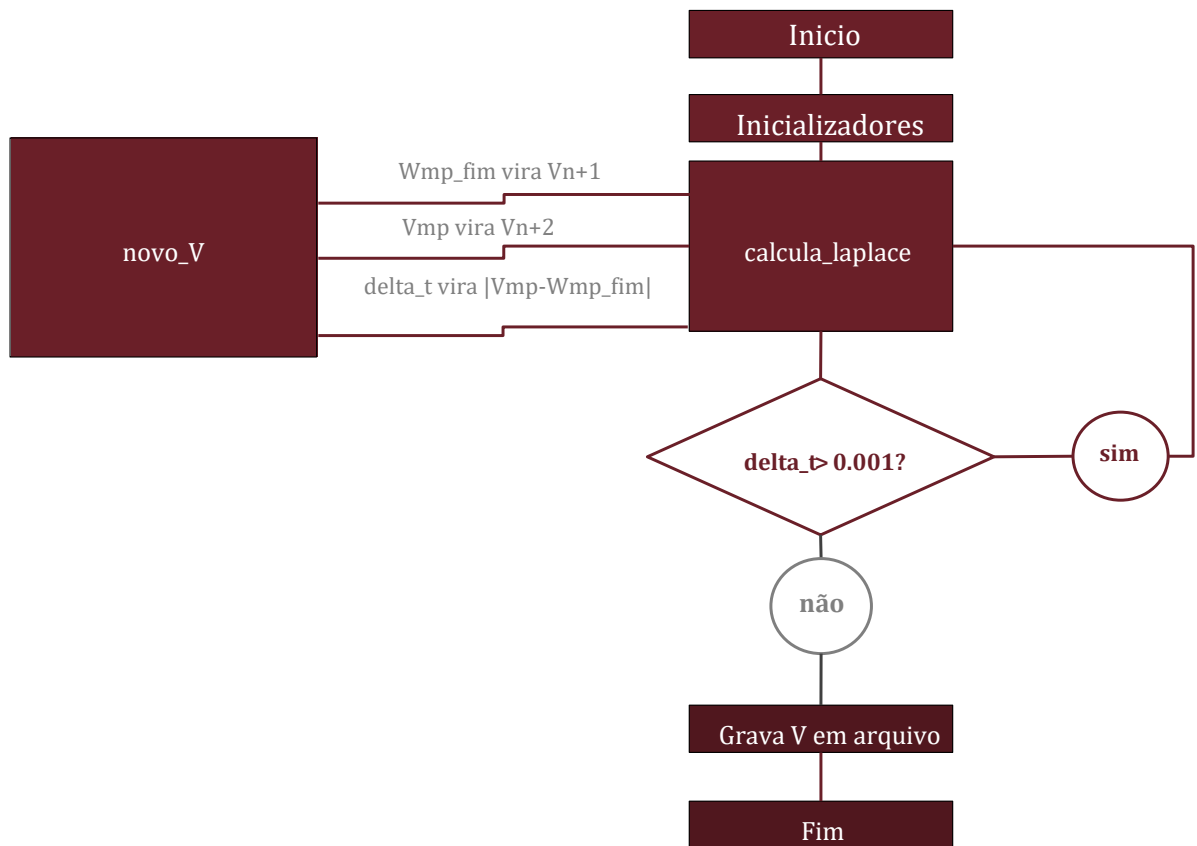 Inicio
Inicializadores
Wmp_fim vira Vn+1
Vmp vira Vn+2
novo_V
calcula_laplace
delta_t vira |Vmp-Wmp_fim|
delta_t> 0.001?
sim
não
Grava V em arquivo
Fim